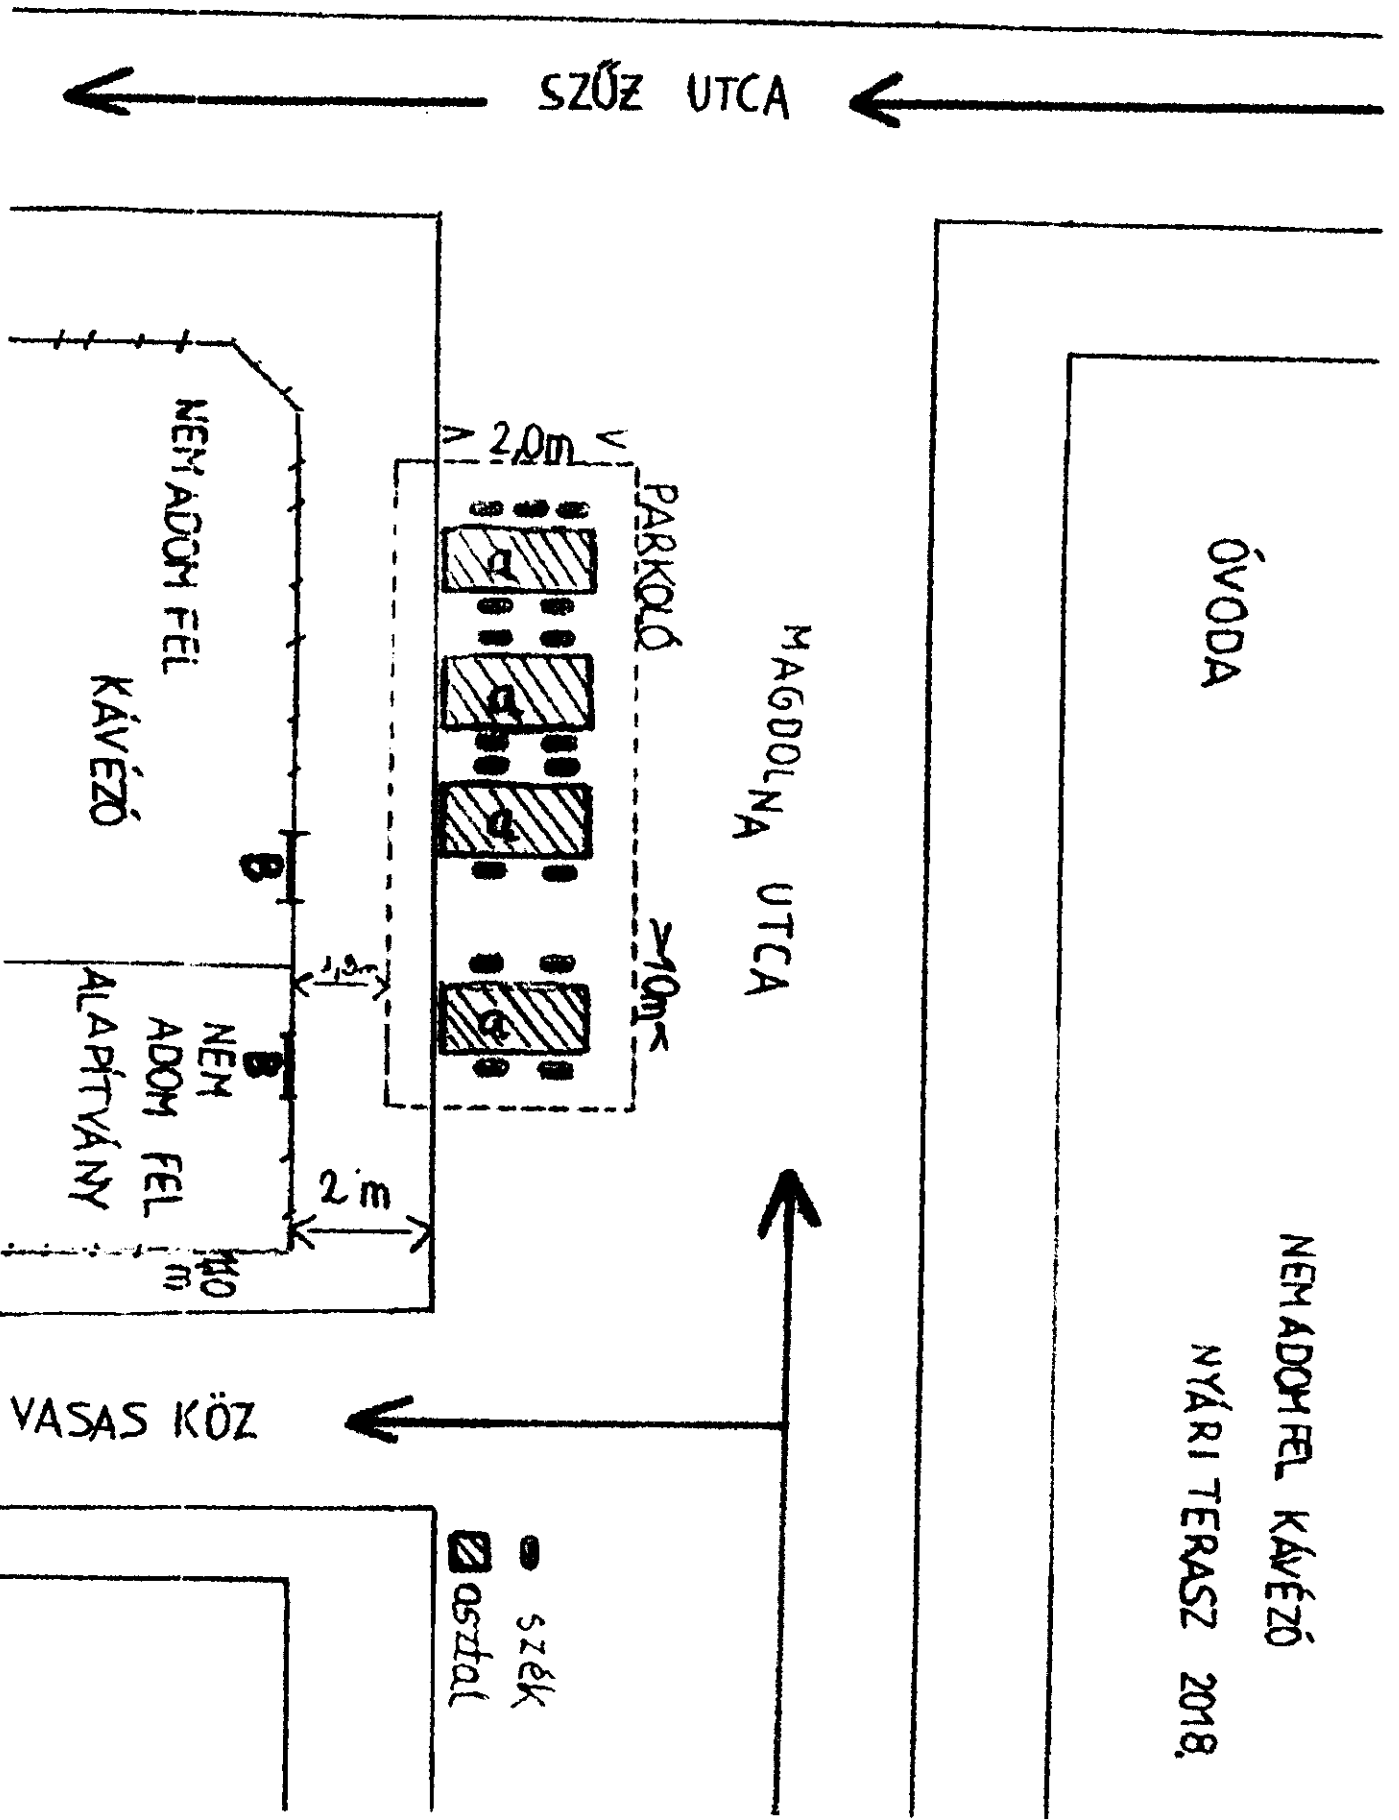 SZŰZ UTCA
> 2,0m <
PARKOLÓ
NEM ADOM FEL
KÁVÉZÓ
ÓVODA
MAGDOLNA UTCA
a
a
a
a
B
B
>10m<
NEM
ADOM FEL
ALAPÍTVÁNY
2 m
m
VASAS KÖZ
szék
asztal
NEM ADOM FEL KÁVÉZÓ
NYÁRI TERASZ 2018.